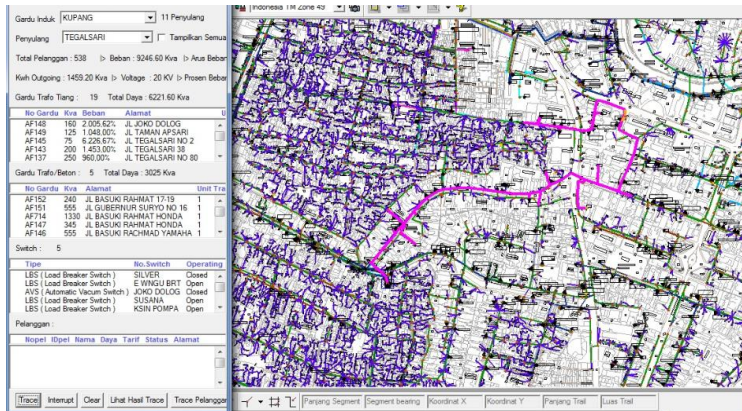 Gardu Induk KUPANG 11 Penyulang
Penyulang TEGALSARI Tampilkan Semua
Total Pelanggan : 538 Beban : 9246.60 Kva Arus Beban
Kwh Outgoing : 1459.20 Kva Voltage : 20 KV Prosen Beban
Gardu Trafo Tiang : 19 Total Daya : 6221.60 Kva
No Gardu Kva Beban Alamat U
AF148 160 2.005.62% JL JOKO DOLOG
AF149 125 1.048.00% JL TAMAN APSARI
AF145 75 6.226,67% JL TEGALSARI NO 2
AF143 200 1.453.00% JL TEGALSARI 38
AF137 250 960,00% JL TEGALSARI NO 80
Gardu Trafo/Beton : 5 Total Daya : 3025 Kva
No Gardu Kva Alamat Unit Tra
AF152 240 JL BASUKI RAHMAT 17-19 1
AF151 555 JL GUBERNUR SURYO NO 16 1
AF714 1330 JL BASUKI RAHMAT HONDA 1
AF147 345 JL BASUKI RAHMAT HONDA 1
AF146 555 JL BASUKI RACHMAD YAMAHA 1
Switch : 5
Tipe No.Switch Operating
LBS ( Load Breaker Switch ) SILVER Closed
LBS ( Load Breaker Switch ) E WNGU BRT Open
AVS ( Automatic Vacum Switch ) JOKO DOLOG Closed
LBS ( Load Breaker Switch ) SUSANA Open
LBS ( Load Breaker Switch ) KSIN POMPA Open
Pelanggan :
Nopel IDpel Nama Daya Tarif Status Alamat
Trace Interrupt Clear Lihat Hasil Trace Trace Pelanggan
Indonesia TM Zone 49
Panjang Segment Segment bearing Koordinat X Koordinat Y Panjang Trail Luas Trail